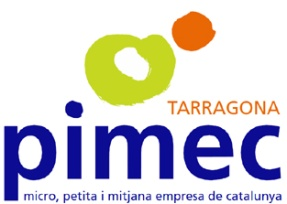 TARRAGONA
pimec
micro, petita i mitjana empresa de catalunya